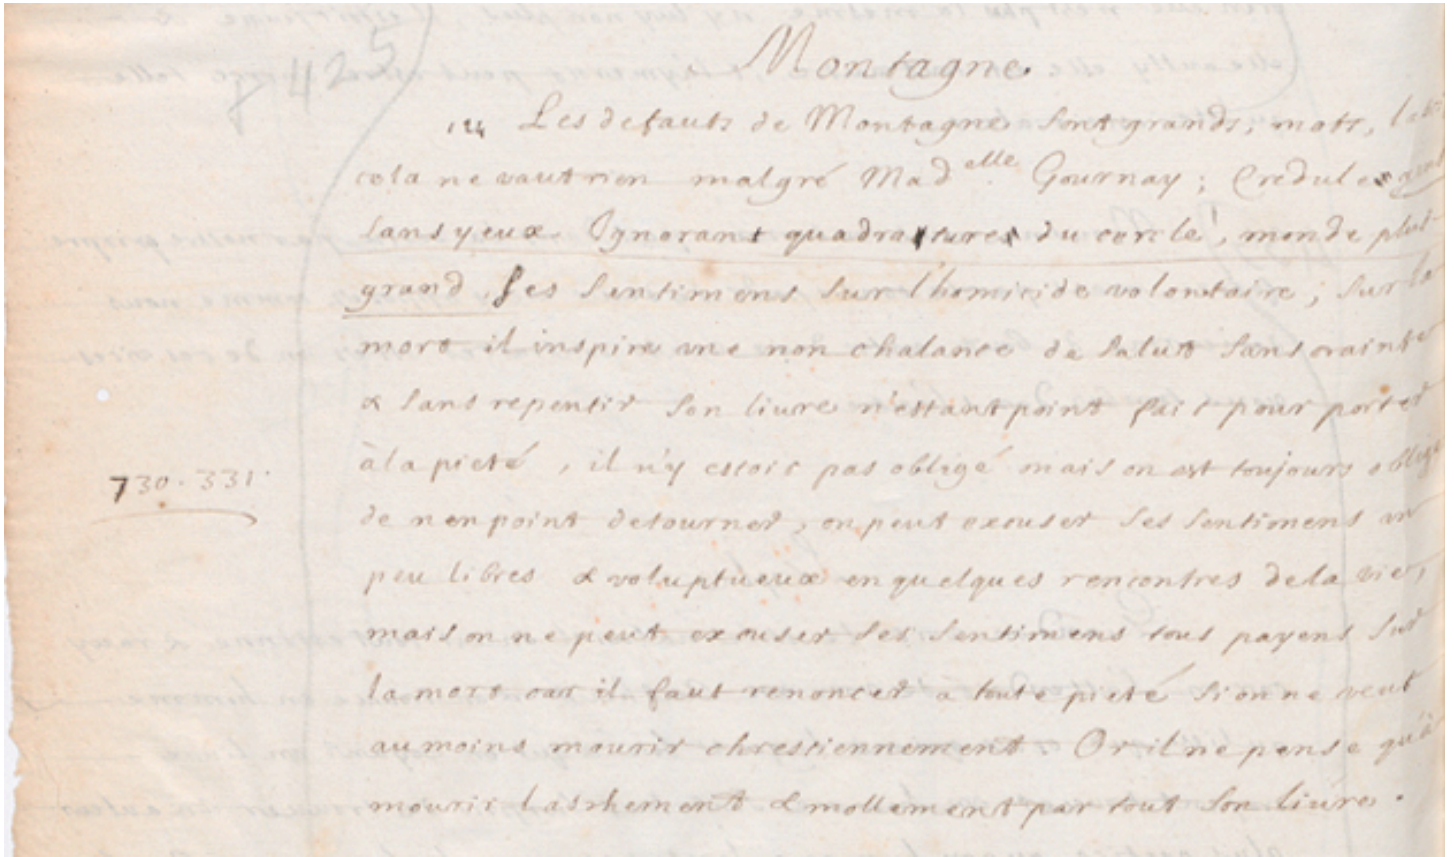 P 425
Montagne.
124 Les defauts de Montagne sont grands, mots,
cela ne vaut rien malgré Mad elle Gournay; Credule
sans yeux Ignorant quadrature du cercle, monde plus
grand Ses sentimens sur l'homicide volontaire; sur la
mort il inspire une non chalance de salut sans crainte
& sans repentir son livre n'estant point fait pour porter
à la pieté, il n'y estoit pas obligé mais on est toujours obligé
de n'en point detourner, on peut excuser ses sentimens un
peu libres & voluptueux en quelques rencontres de la vie,
730. 331.
mais on ne peut excuser ses sentimens tous payens sur
la mort car il faut renoncer a toute pieté si on ne veut
au moins mourir chrestiennement. Or il ne pense qu'à
mourir laschement & mollement par tout son livre.